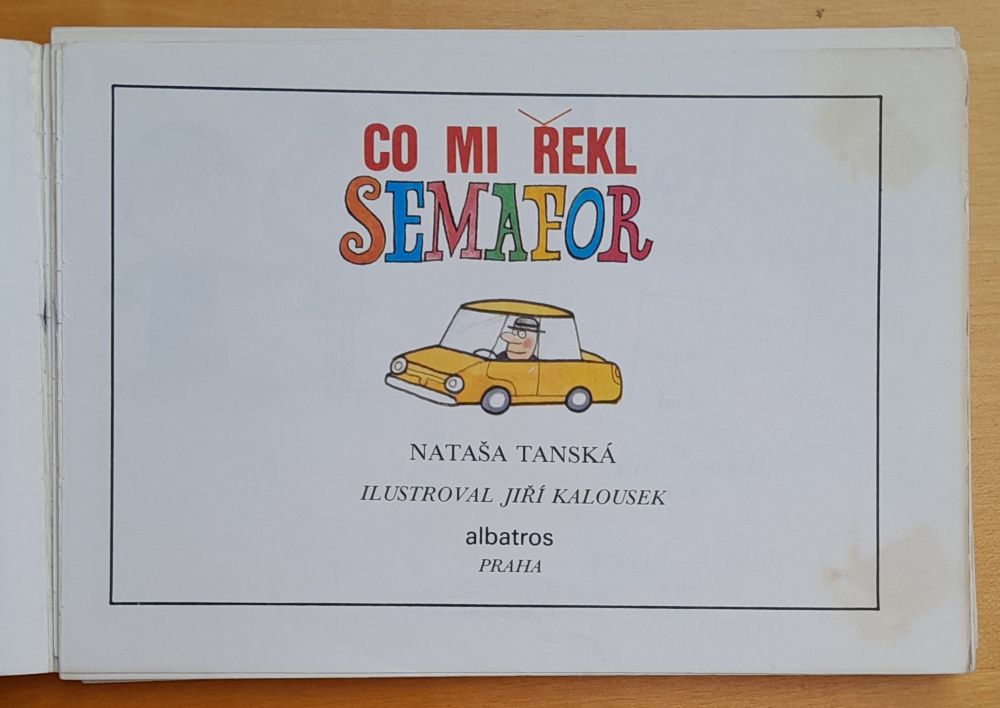 CO MI ŘEKL
SEMAFOR
NATAŠA TANSKÁ
ILUSTROVAL JIŘÍ KALOUSEK
albatros
PRAHA